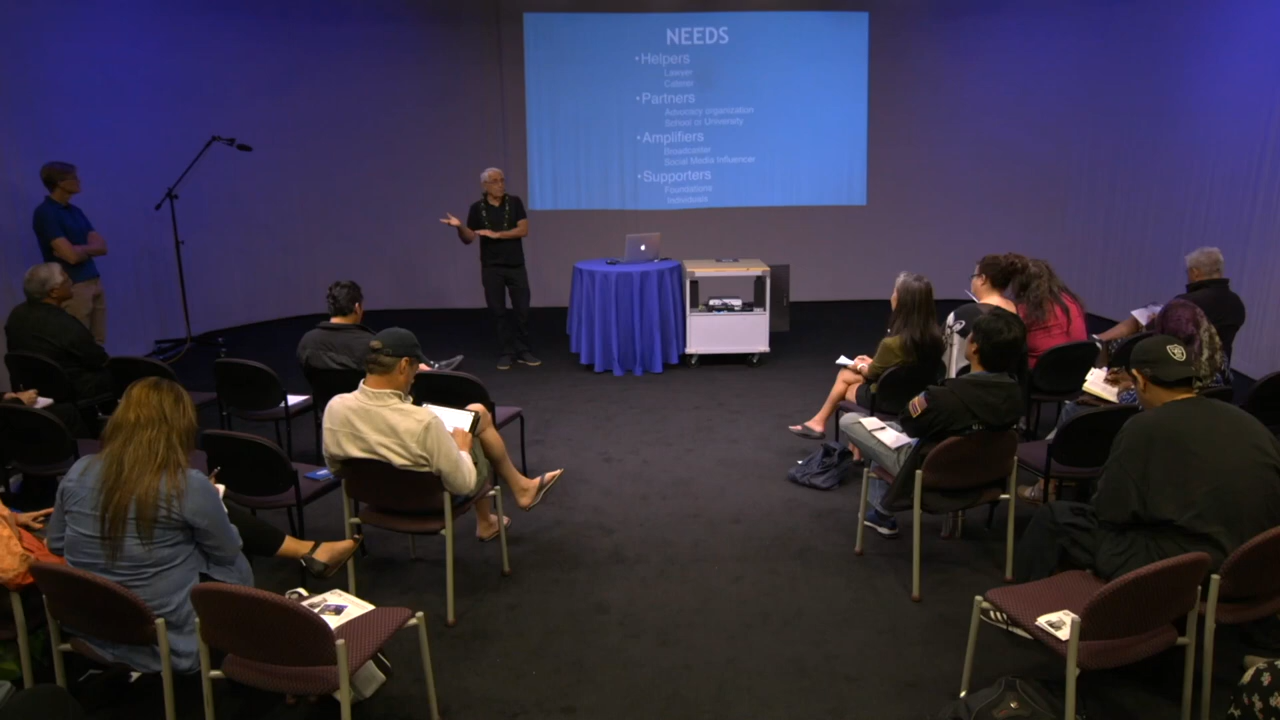 NEEDS
•Helpers
Lawyer
Caterer
•Partners
Advocacy organization
School or University
•Amplifiers
Broadcaster
Social Media Influencer
•Supporters
Foundations
Individuals